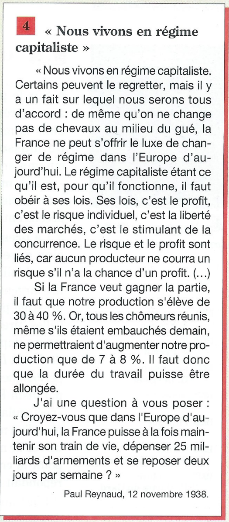 4 « Nous vivons en régime
capitaliste »
« Nous vivons en régime capitaliste.
Certains peuvent le regretter, mais il y
a un fait sur lequel nous serons tous
d'accord : de même qu'on ne change
pas de chevaux au milieu du gué, la
France ne peut s'offrir le luxe de chan-
ger de régime dans l'Europe d'au-
jourd'hui. Le régime capitaliste étant ce
qu'il est, pour qu'il fonctionne, il faut
obéir à ses lois. Ses lois, c'est le profit,
c'est le risque individuel, c'est la liberté
des marchés, c'est le stimulant de la
concurrence. Le risque et le profit sont
liés, car aucun producteur ne courra un
risque s'il n'a la chance d'un profit. (...)
Si la France veut gagner la partie,
il faut que notre production s'élève de
30 à 40 %. Or, tous les chômeurs réunis,
même s'ils étaient embauchés demain,
ne permettraient d'augmenter notre pro-
duction que de 7 à 8 %. Il faut donc
que la durée du travail puisse être
allongée.
J'ai une question à vous poser :
« Croyez-vous que dans l'Europe d'au-
jourd'hui, la France puisse à la fois main-
tenir son train de vie, dépenser 25 mil-
liards d'armements et se reposer deux
jours par semaine ? »
Paul Reynaud, 12 novembre 1938.